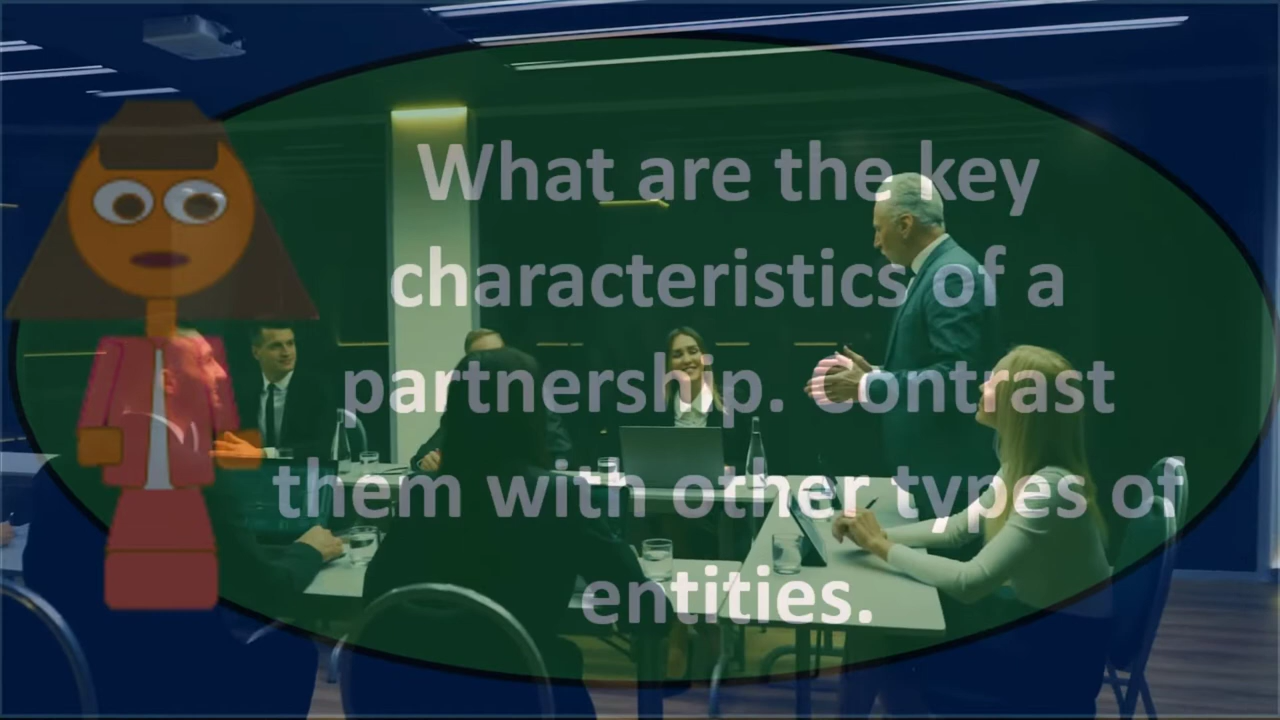 What are the key
characteristics of a
partnership. Contrast
them with other types of
entities.